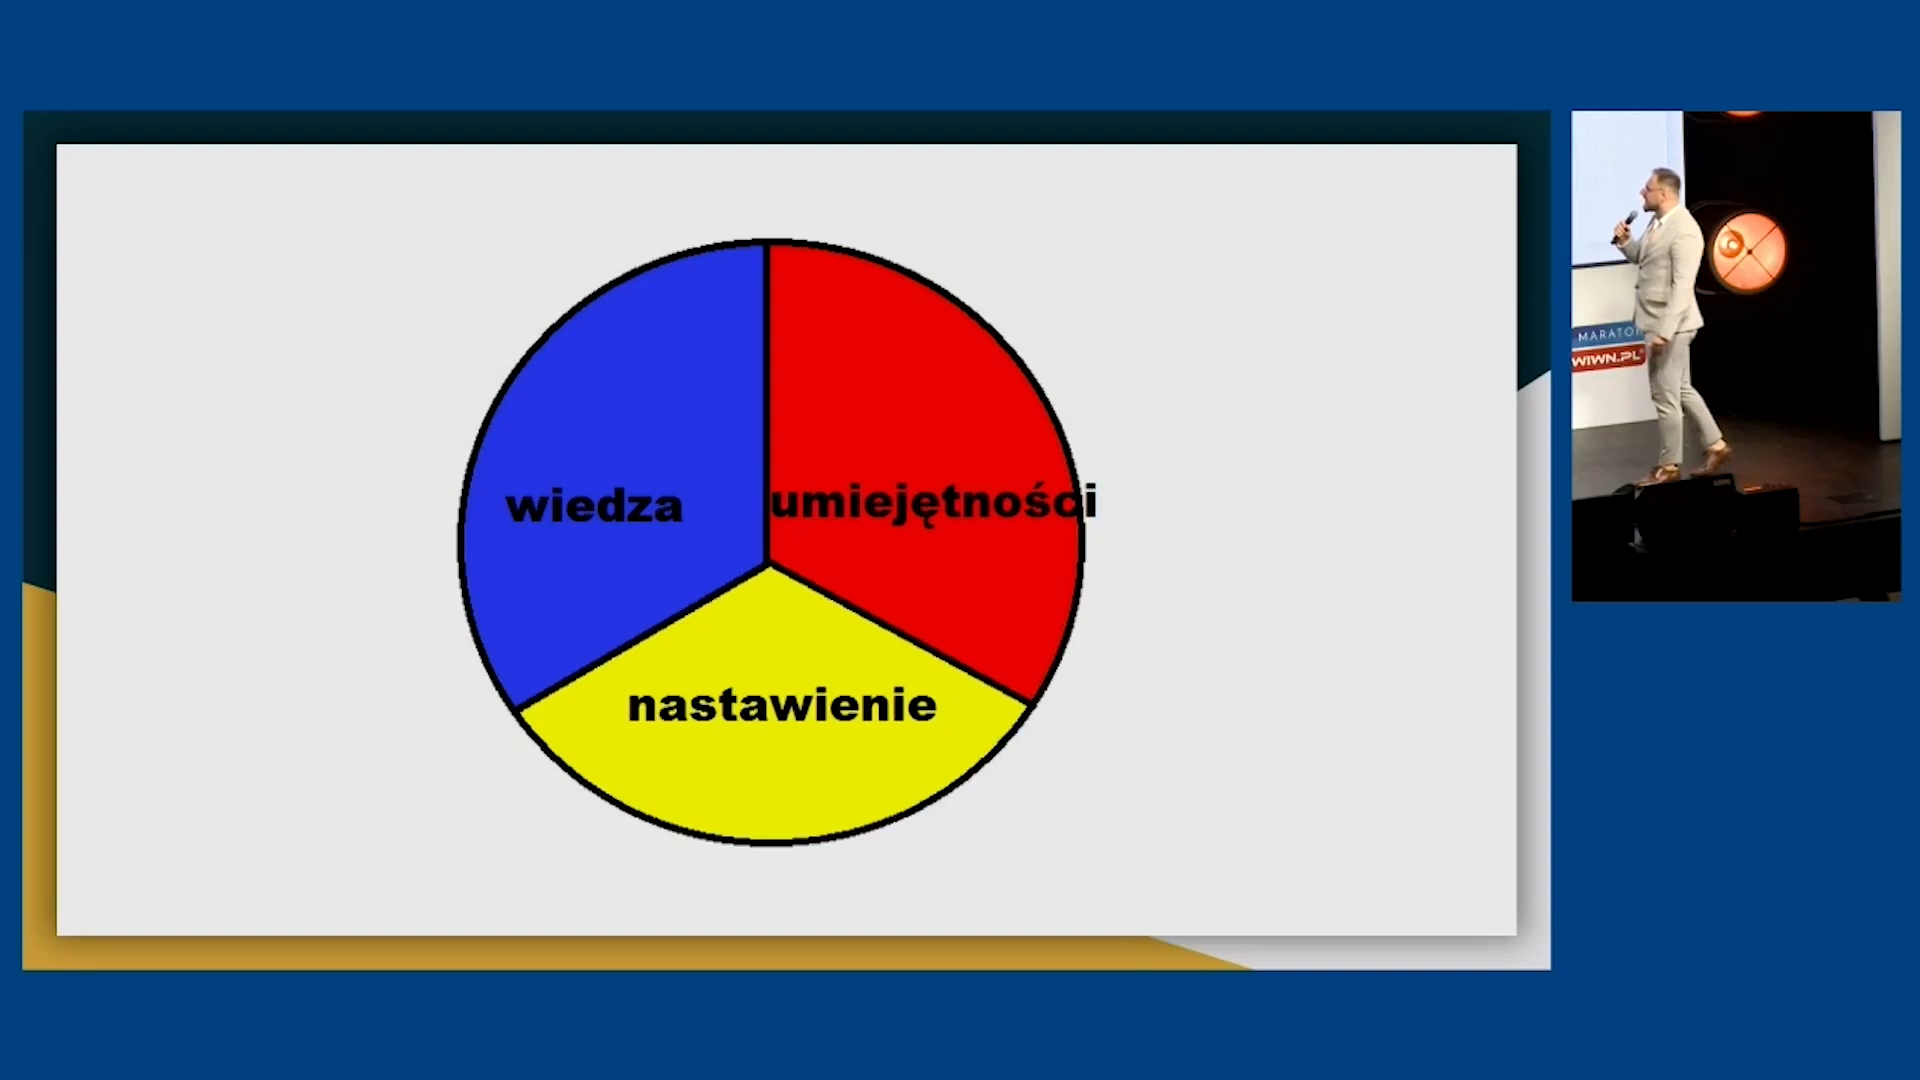 wiedza
umiejętności
nastawienie
MARATO
WIWN.PL